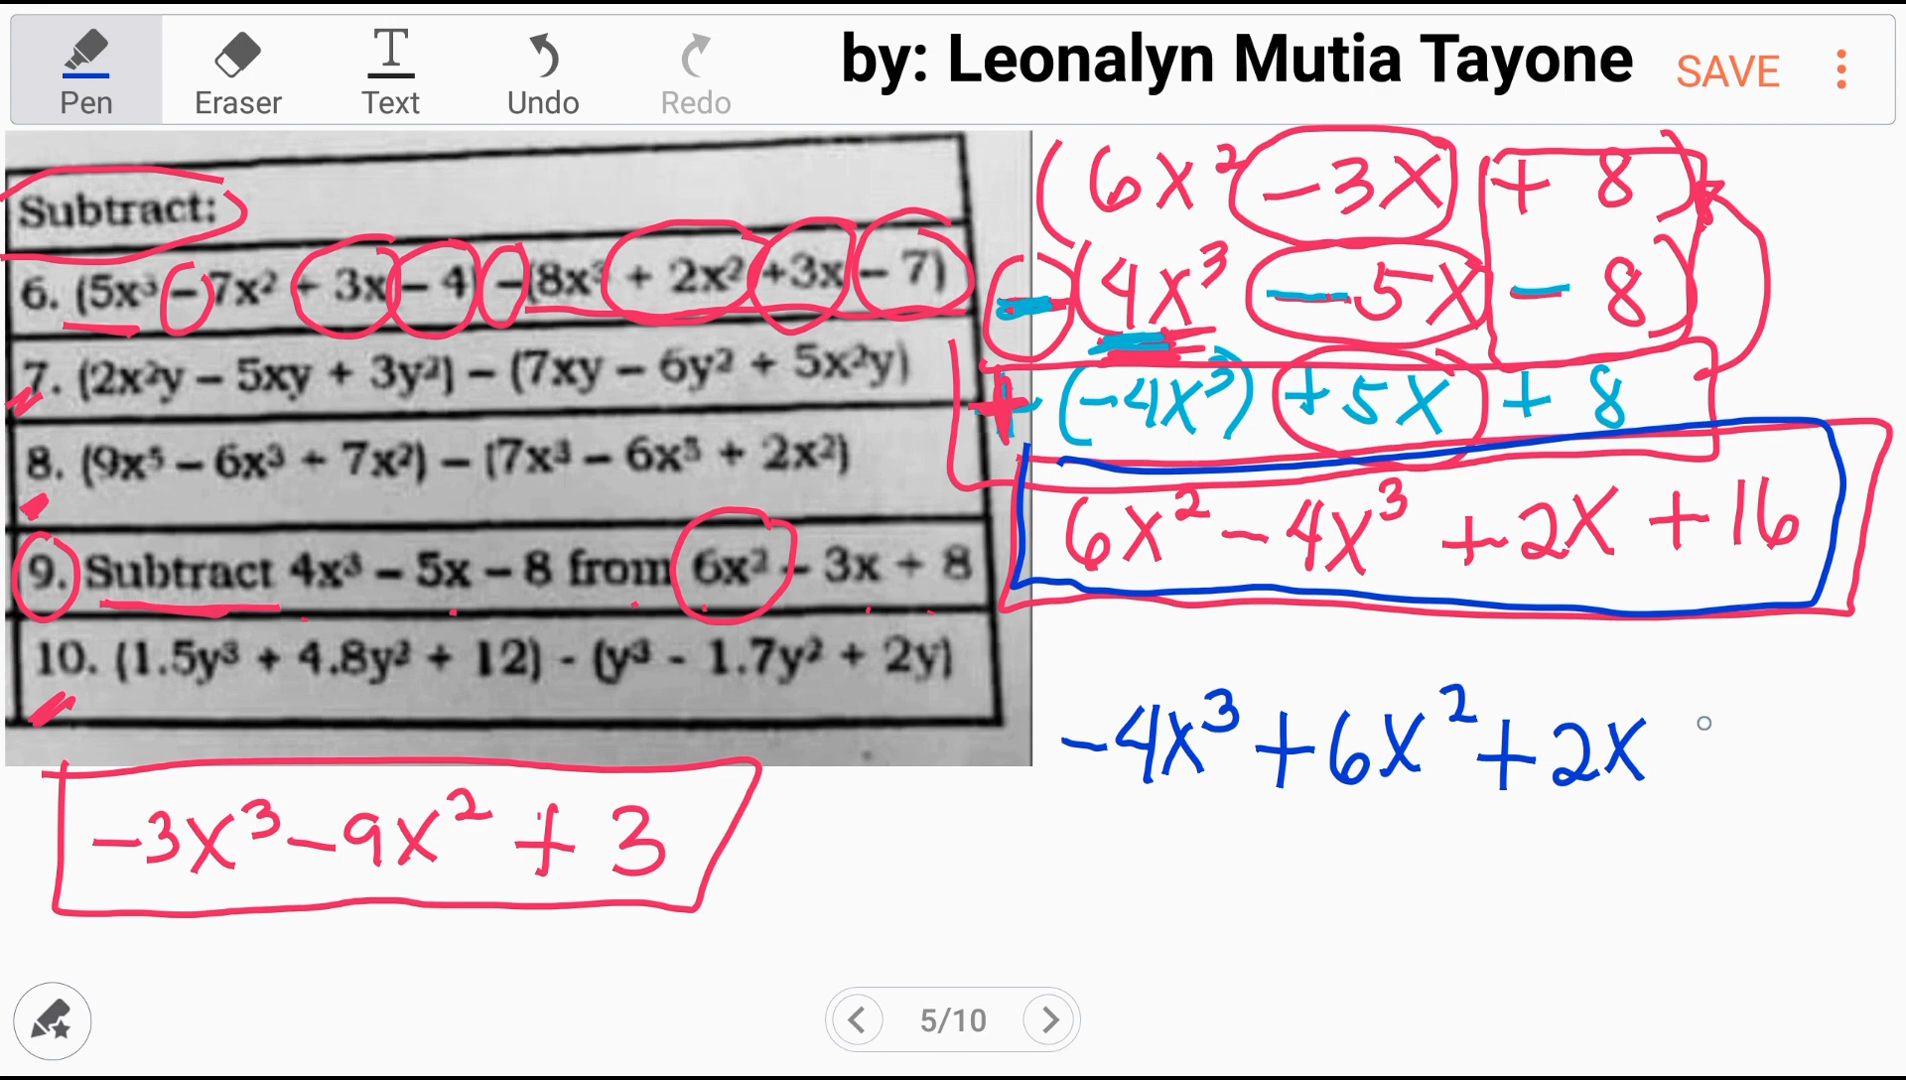 Pen Eraser Text Undo Redo by: Leonalyn Mutia Tayone SAVE
Subtract:
6. (5x³ - 7x² + 3x - 4) - (8x³ + 2x² + 3x - 7)
7. (2x²y - 5xy + 3y²) - (7xy - 6y² + 5x²y)
8. (9x⁵ - 6x³ + 7x²) - (7x³ - 6x⁵ + 2x²)
9. Subtract 4x³ - 5x - 8 from 6x² - 3x + 8
10. (1.5y³ + 4.8y² + 12) - (y³ - 1.7y² + 2y)
(6x² - 3x + 8)
- (4x³ - 5x - 8)
+ (-4x³) + 5x + 8
6x² - 4x³ + 2x + 16
-4x³ + 6x² + 2x
-3x³ - 9x² + 3
5/10